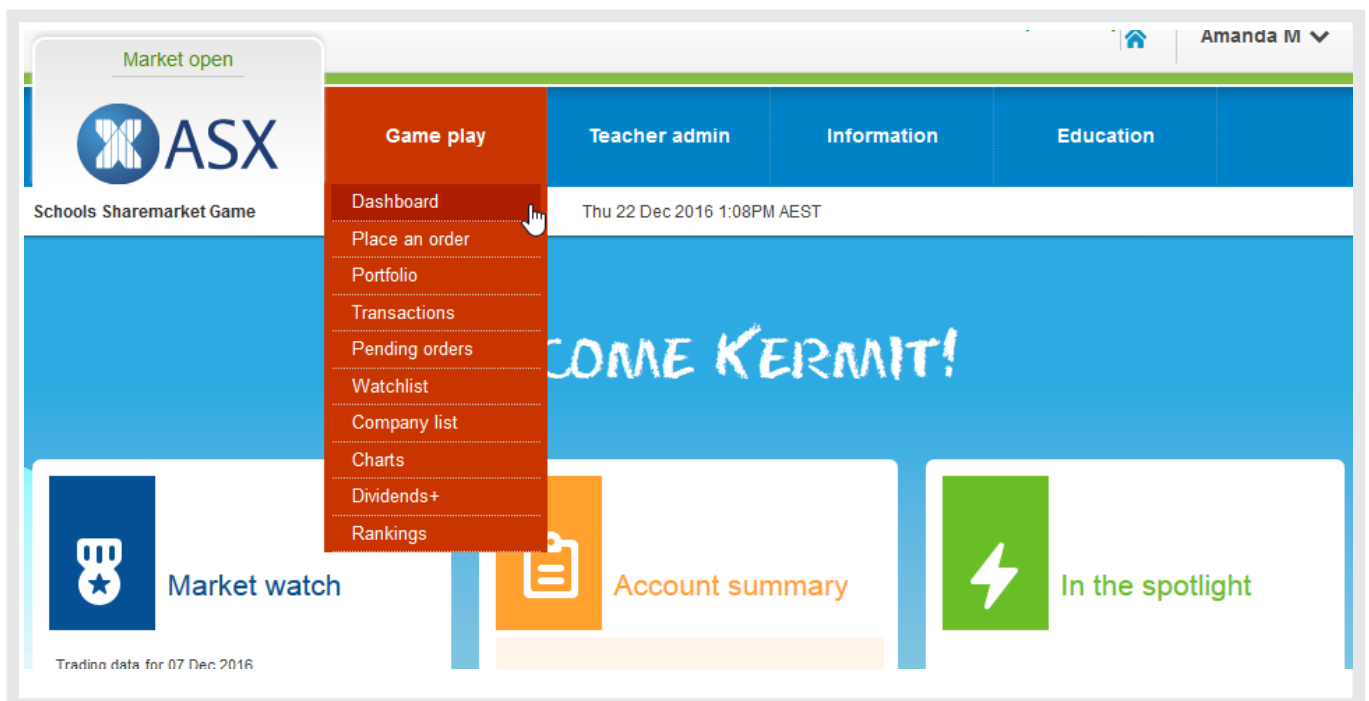 Market open
Amanda M
ASX
Game play
Teacher admin
Information
Education
Schools Sharemarket Game
Thu 22 Dec 2016 1:08PM AEST
Dashboard
Place an order
Portfolio
Transactions
Pending orders
Watchlist
Company list
Charts
Dividends+
Rankings
COME KERMIT!
Market watch
Account summary
In the spotlight
Trading data for 07 Dec 2016